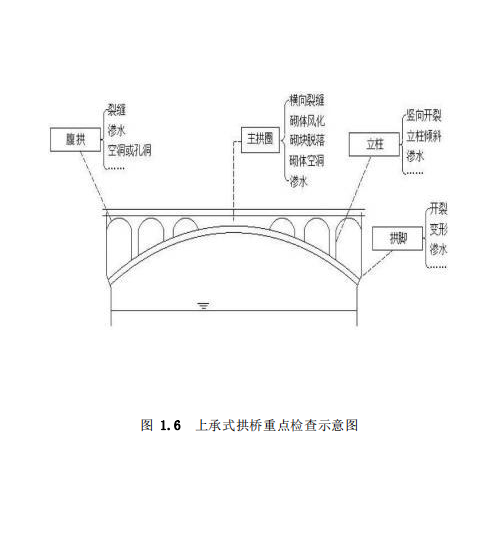 腹拱
裂缝
渗水
空洞或孔洞
……
主拱圈
横向裂缝
砌体风化
砌块脱落
砌体空洞
渗水
立柱
竖向开裂
立柱倾斜
渗水
……
拱脚
开裂
变形
渗水
……
图 1.6 上承式拱桥重点检查示意图